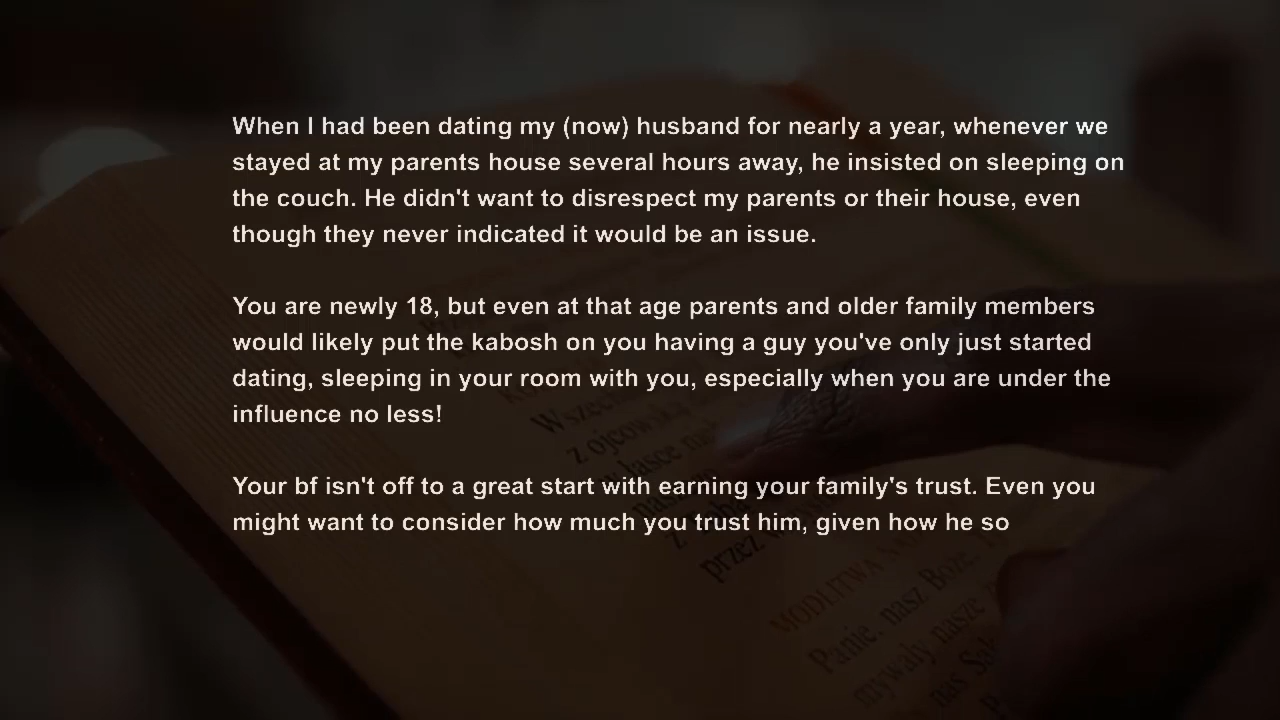 When I had been dating my (now) husband for nearly a year, whenever we
stayed at my parents house several hours away, he insisted on sleeping on
the couch. He didn't want to disrespect my parents or their house, even
though they never indicated it would be an issue.
You are newly 18, but even at that age parents and older family members
would likely put the kabosh on you having a guy you've only just started
dating, sleeping in your room with you, especially when you are under the
influence no less!
Your bf isn't off to a great start with earning your family's trust. Even you
might want to consider how much you trust him, given how he so
MODLITWA
Panie, nasz Boże